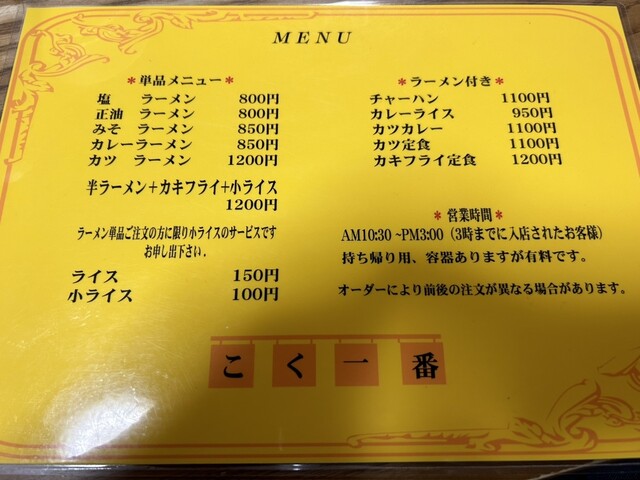 MENU
*単品メニュー*
塩 ラーメン 800円
正油 ラーメン 800円
みそ ラーメン 850円
カレーラーメン 850円
カツ ラーメン 1200円
半ラーメン+カキフライ+小ライス
1200円
ラーメン単品ご注文の方に限り小ライスのサービスです
お申し出下さい.
ライス 150円
小ライス 100円
*ラーメン付き*
チャーハン 1100円
カレーライス 950円
カツカレー 1100円
カツ定食 1100円
カキフライ定食 1200円
*営業時間*
AM10:30 ~PM3:00(3時までに入店されたお客様)
持ち帰り用、容器ありますが有料です。
オーダーにより前後の注文が異なる場合があります。
こく一番